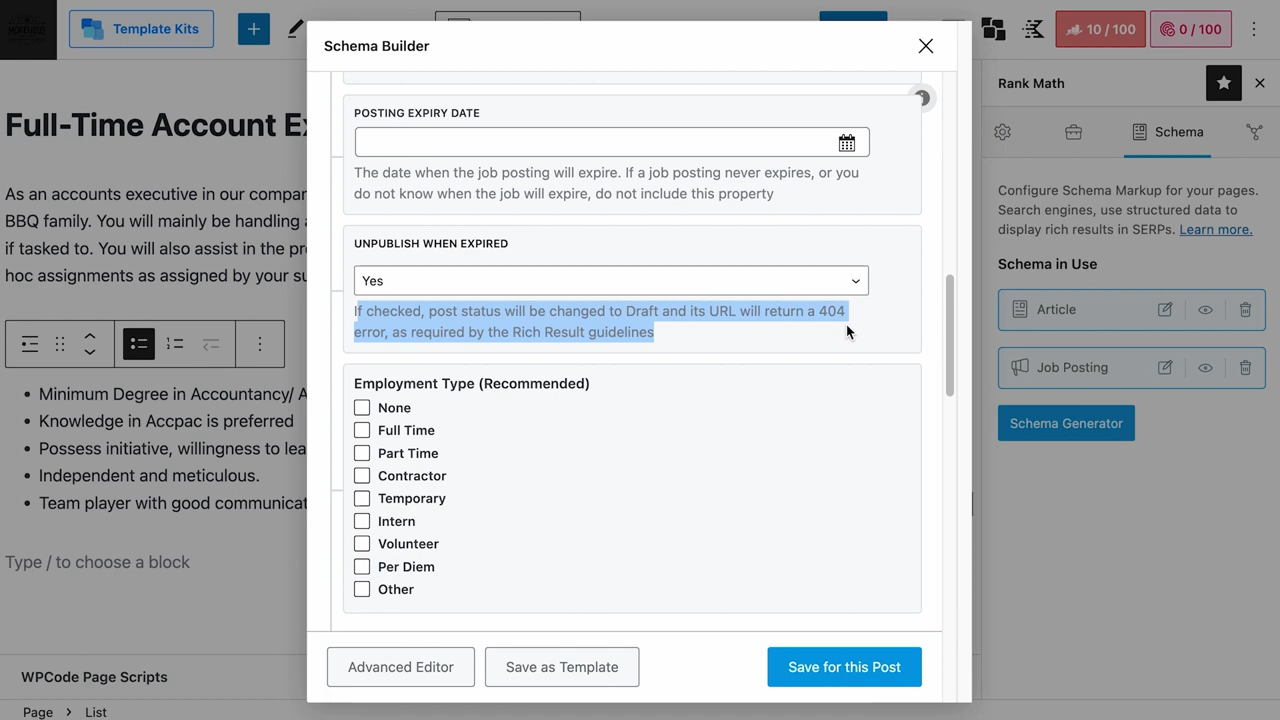 Template Kits
10 / 100
0 / 100
Schema Builder
Rank Math
Full-Time Account E
POSTING EXPIRY DATE
Schema
The date when the job posting will expire. If a job posting never expires, or you
do not know when the job will expire, do not include this property
As an accounts executive in our compan
BBQ family. You will mainly be handling
if tasked to. You will also assist in the pr
hoc assignments as assigned by your su
Configure Schema Markup for your pages.
Search engines, use structured data to
display rich results in SERPs. Learn more.
UNPUBLISH WHEN EXPIRED
Yes
If checked, post status will be changed to Draft and its URL will return a 404
error, as required by the Rich Result guidelines
Schema in Use
Article
Job Posting
Schema Generator
Employment Type (Recommended)
None
Full Time
Part Time
Contractor
Temporary
Intern
Volunteer
Per Diem
Other
Minimum Degree in Accountancy/ A
Knowledge in Accpac is preferred
Possess initiative, willingness to lea
Independent and meticulous.
Team player with good communicat
Type / to choose a block
Advanced Editor
Save as Template
Save for this Post
WPCode Page Scripts
Page > List